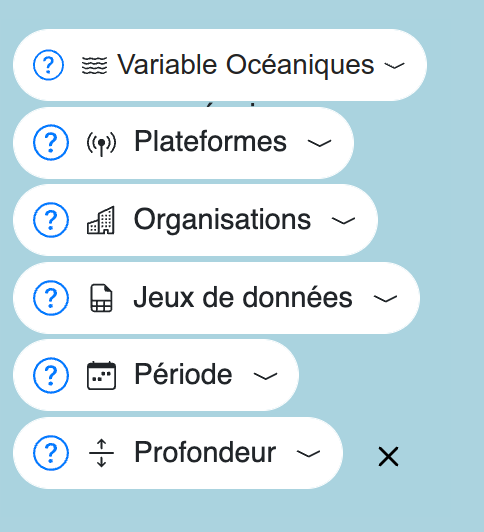 ? Variable Océaniques
? Plateformes
? Organisations
? Jeux de données
? Période
? Profondeur